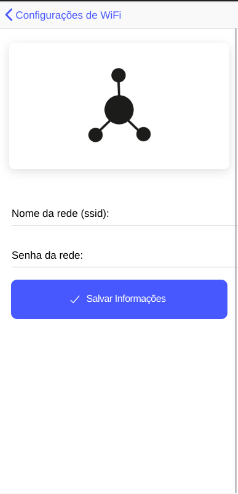 Configurações de WiFi
Nome da rede (ssid):
Senha da rede:
Salvar Informações